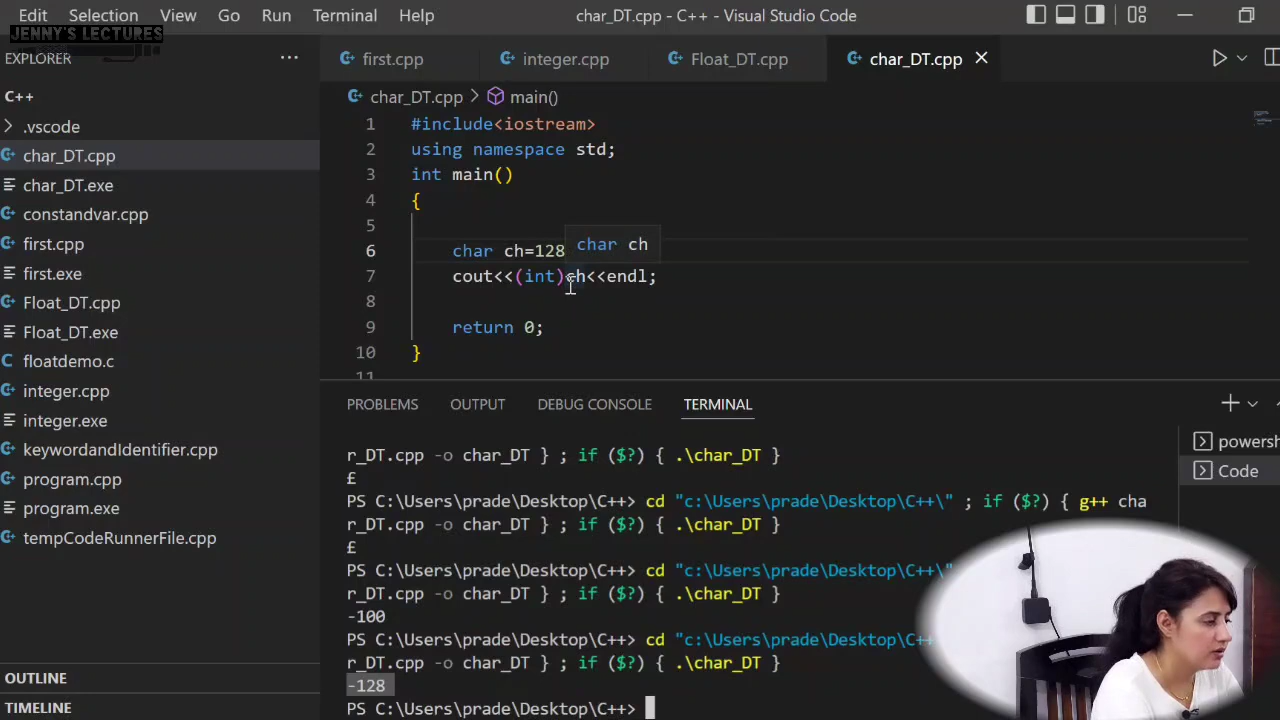 Edit Selection View Go Run Terminal Help char_DT.cpp - C++ - Visual Studio Code
JENNY'S LECTURES
EXPLORER
first.cpp integer.cpp Float_DT.cpp char_DT.cpp
C++
.vscode
char_DT.cpp
char_DT.exe
constandvar.cpp
first.cpp
first.exe
Float_DT.cpp
Float_DT.exe
floatdemo.c
integer.cpp
integer.exe
keywordandIdentifier.cpp
program.cpp
program.exe
tempCodeRunnerFile.cpp
OUTLINE
TIMELINE
char_DT.cpp > main()
1 #include<iostream>
2 using namespace std;
3 int main()
4 {
5
6 char ch=128
char ch
7 cout<<(int)ch<<endl;
8
9 return 0;
10 }
11
PROBLEMS OUTPUT DEBUG CONSOLE TERMINAL
r_DT.cpp -o char_DT } ; if ($?) { .\char_DT }
£
PS C:\Users\prade\Desktop\C++> cd "c:\Users\prade\Desktop\C++\" ; if ($?) { g++ cha
r_DT.cpp -o char_DT } ; if ($?) { .\char_DT }
£
PS C:\Users\prade\Desktop\C++> cd "c:\Users\prade\Desktop\C++\"
r_DT.cpp -o char_DT } ; if ($?) { .\char_DT }
-100
PS C:\Users\prade\Desktop\C++> cd "c:\Users\prade\Desktop\C++
r_DT.cpp -o char_DT } ; if ($?) { .\char_DT }
-128
PS C:\Users\prade\Desktop\C++>
powersh
Code